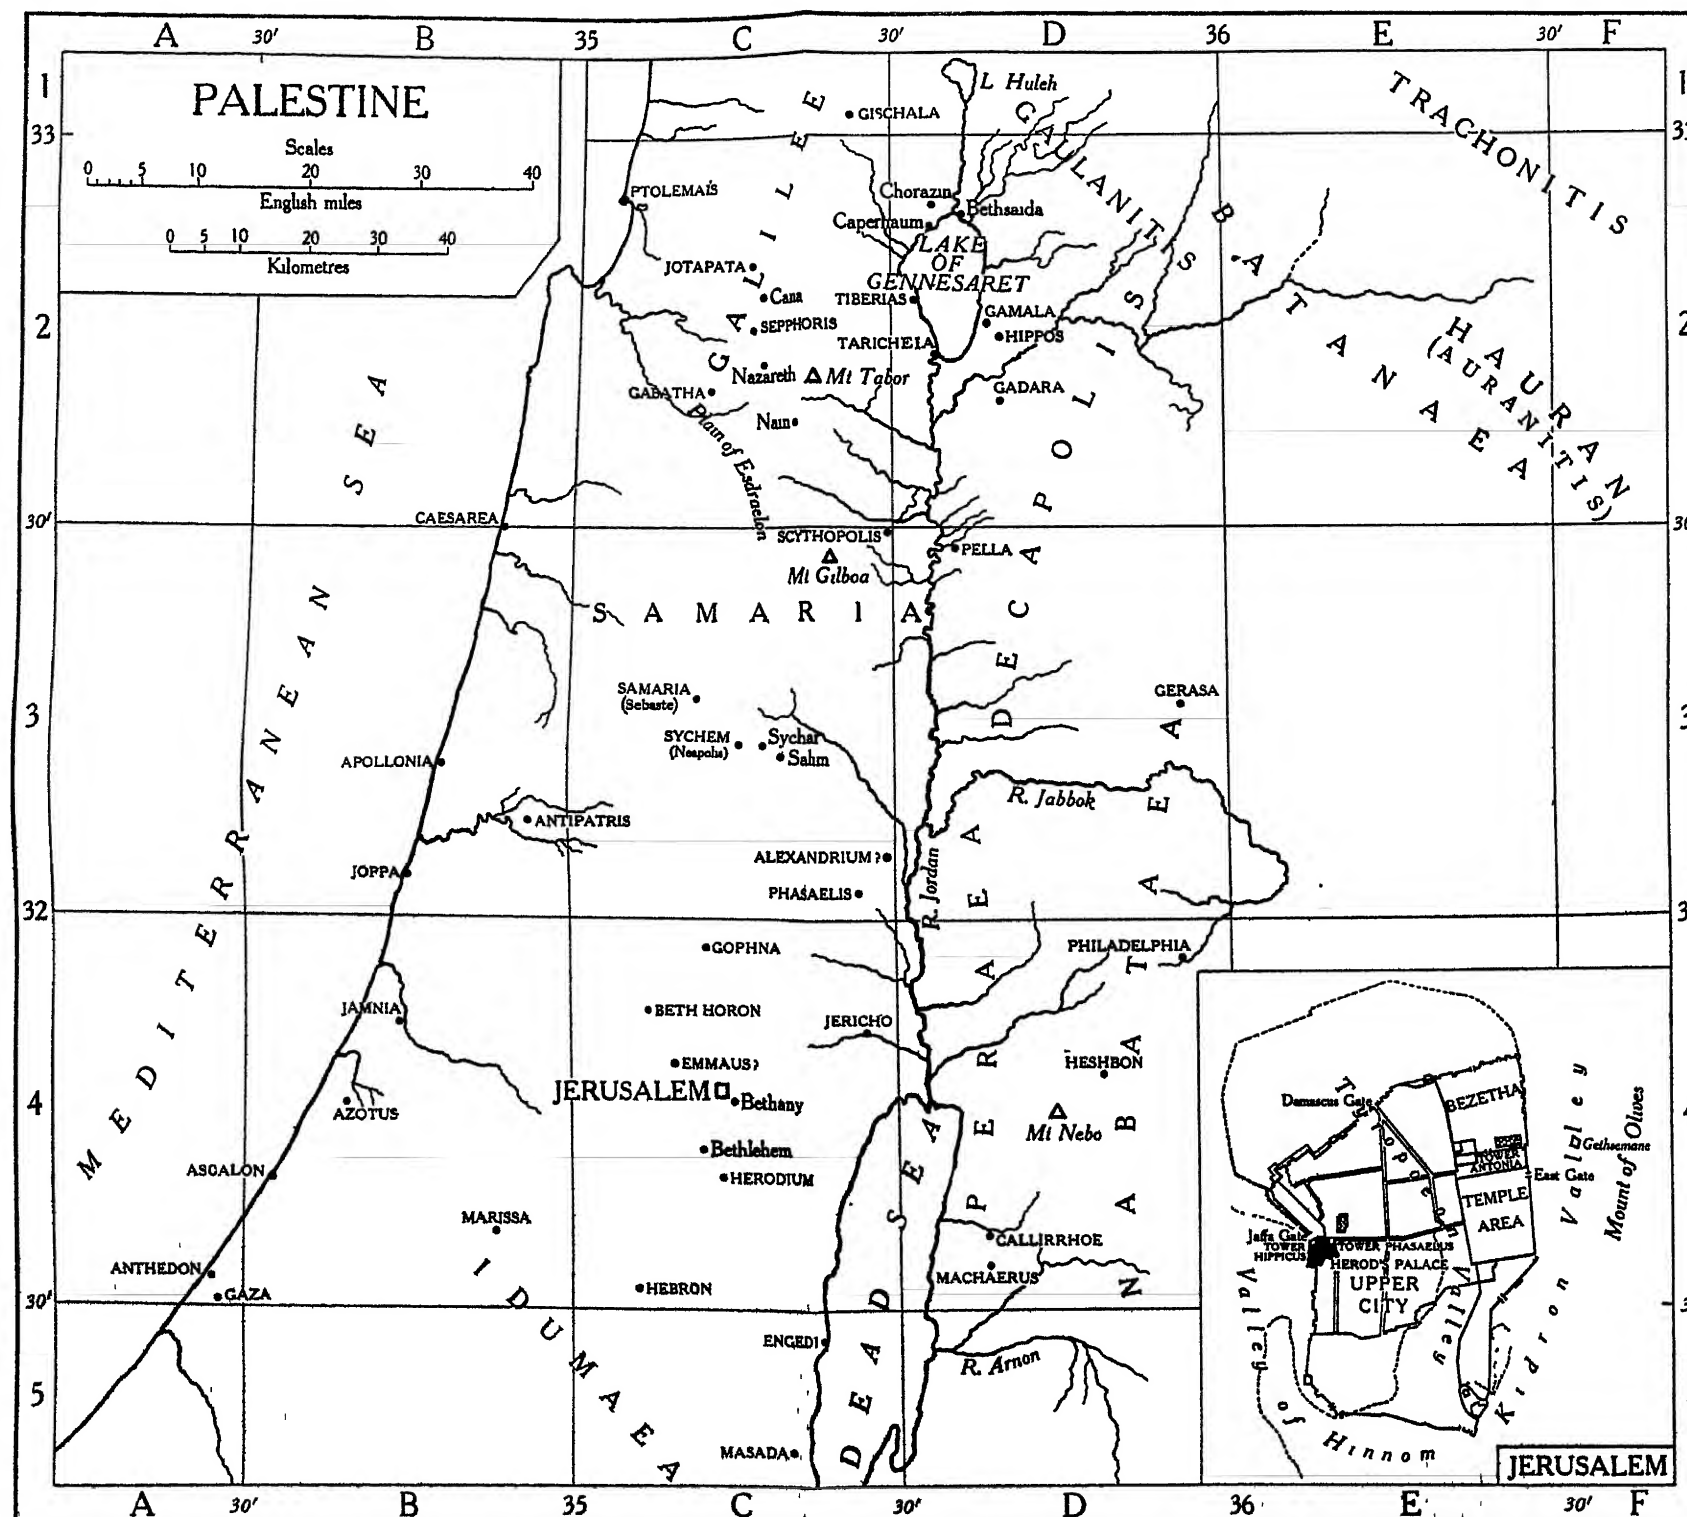 A 30' B 35 C 30' D 36 E 30' F
1
PALESTINE
Scales
0 5 10 20 30 40
English miles
0 5 10 20 30 40
Kilometres
33
L Huleh
GISCHALA
GAULANITIS
TRACHONITIS
GALILEE
PTOLEMAÏS
Chorazin
Bethsaida
Capernaum
LAKE
OF
GENNESARET
BATANAEA
JOTAPATA
Cana
TIBERIAS
SEPPHORIS
GAMALA
HIPPOS
2
TARICHEIA
HAURAN
(AURANITIS)
Nazareth
Mt Tabor
GABATHA
GADARA
Nain
Plain of Esdraelon
DECAPOLIS
MEDITERRANEAN SEA
30'
CAESAREA
SCYTHOPOLIS
PELLA
Mt Gilboa
SAMARIA
SAMARIA
(Sebaste)
GERASA
3
SYCHEM
(Neapolis)
Sychar
Salim
APOLLONIA
R. Jabbok
ANTIPATRIS
ALEXANDRIUM?
JOPPA
PHASAELIS
R. Jordan
PERAEA
NABATAEA
32
GOPHNA
PHILADELPHIA
JAMNIA
BETH HORON
JERICHO
EMMAUS?
HESHBON
JERUSALEM
Bethany
4
AZOTUS
Mt Nebo
Bethlehem
ASCALON
HERODIUM
DEAD SEA
MARISSA
CALLIRRHOE
ANTHEDON
MACHAERUS
GAZA
HEBRON
IDUMAEA
30'
ENGEDI
R. Arnon
5
MASADA
Damascus Gate
BEZETHA
Tyropoeon Valley
Gethsemane
Mount of Olives
TOWER
ANTONIA
East Gate
TEMPLE
AREA
Jaffa Gate
TOWER
HIPPICUS
TOWER PHASAELUS
HEROD'S PALACE
UPPER
CITY
Kidron Valley
Valley of Hinnom
JERUSALEM
A 30' B 35 C 30' D 36 E 30' F